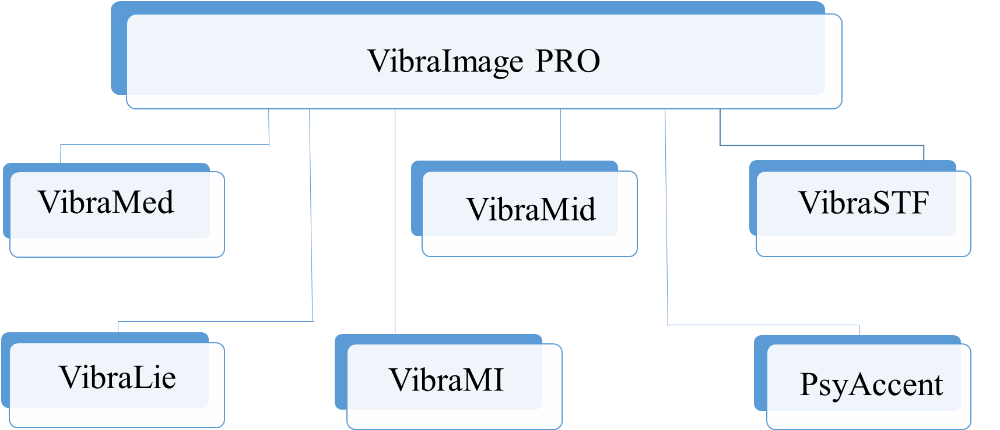 VibraImage PRO
VibraMed
VibraMid
VibraSTF
VibraLie
VibraMI
PsyAccent